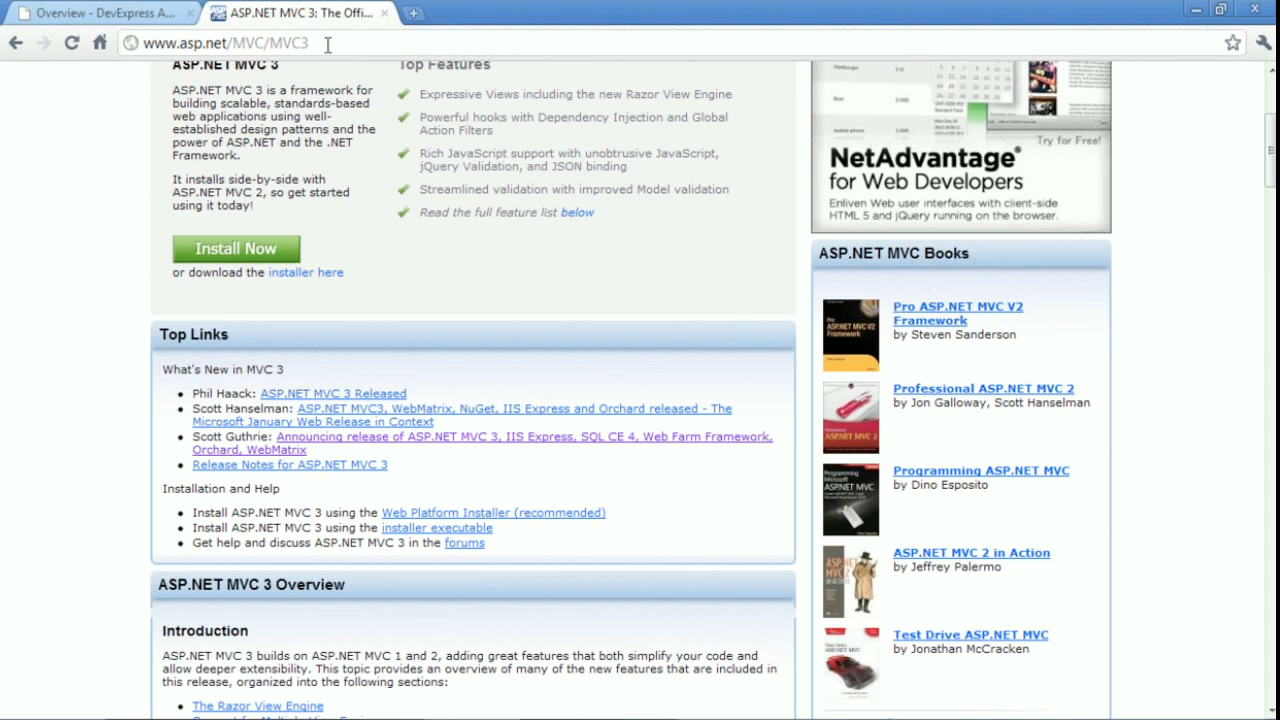 Overview - DevExpress A...
ASP.NET MVC 3: The Offi...
www.asp.net/MVC/MVC3
ASP.NET MVC 3
ASP.NET MVC 3 is a framework for
building scalable, standards-based
web applications using well-
established design patterns and the
power of ASP.NET and the .NET
Framework.
It installs side-by-side with
ASP.NET MVC 2, so get started
using it today!
Install Now
or download the installer here
Top Features
Expressive Views including the new Razor View Engine
Powerful hooks with Dependency Injection and Global
Action Filters
Rich JavaScript support with unobtrusive JavaScript,
jQuery Validation, and JSON binding
Streamlined validation with improved Model validation
Read the full feature list below
Try for Free!
NetAdvantage®
for Web Developers
Enliven Web user interfaces with client-side
HTML 5 and jQuery running on the browser.
Top Links
What's New in MVC 3
Phil Haack: ASP.NET MVC 3 Released
Scott Hanselman: ASP.NET MVC3, WebMatrix, NuGet, IIS Express and Orchard released - The
Microsoft January Web Release in Context
Scott Guthrie: Announcing release of ASP.NET MVC 3, IIS Express, SQL CE 4, Web Farm Framework,
Orchard, WebMatrix
Release Notes for ASP.NET MVC 3
Installation and Help
Install ASP.NET MVC 3 using the Web Platform Installer (recommended)
Install ASP.NET MVC 3 using the installer executable
Get help and discuss ASP.NET MVC 3 in the forums
ASP.NET MVC 3 Overview
Introduction
ASP.NET MVC 3 builds on ASP.NET MVC 1 and 2, adding great features that both simplify your code and
allow deeper extensibility. This topic provides an overview of many of the new features that are included in
this release, organized into the following sections:
The Razor View Engine
ASP.NET MVC Books
Pro ASP.NET MVC V2
Framework
by Steven Sanderson
Professional ASP.NET MVC 2
by Jon Galloway, Scott Hanselman
Programming ASP.NET MVC
by Dino Esposito
ASP.NET MVC 2 in Action
by Jeffrey Palermo
Test Drive ASP.NET MVC
by Jonathan McCracken